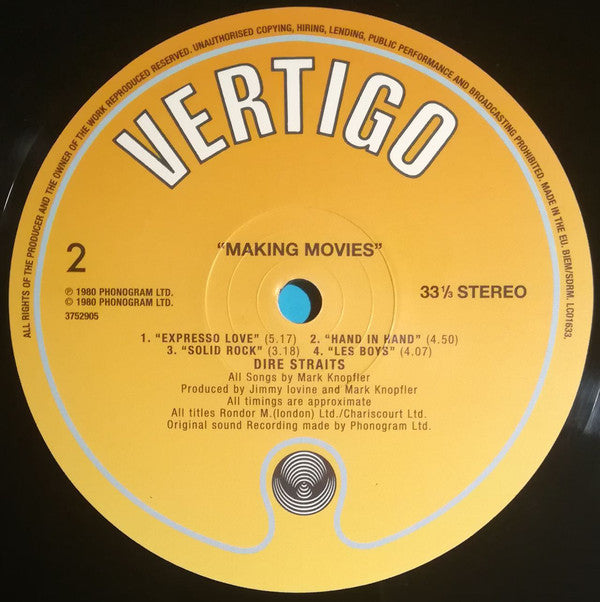 ALL RIGHTS OF THE PRODUCER AND THE OWNER OF THE WORK REPRODUCED RESERVED. UNAUTHORISED COPYING, HIRING, LENDING, PUBLIC PERFORMANCE AND BROADCASTING PROHIBITED. MADE IN THE EU. BIEM/SDRM. LC01633.
VERTIGO
2
"MAKING MOVIES"
℗ 1980 PHONOGRAM LTD.
© 1980 PHONOGRAM LTD.
3752905
33⅓ STEREO
1. "EXPRESSO LOVE" (5.17) 2. "HAND IN HAND" (4.50)
3. "SOLID ROCK" (3.18) 4. "LES BOYS" (4.07)
DIRE STRAITS
All Songs by Mark Knopfler
Produced by Jimmy Iovine and Mark Knopfler
All timings are approximate
All titles Rondor M.(london) Ltd./Chariscourt Ltd.
Original sound Recording made by Phonogram Ltd.